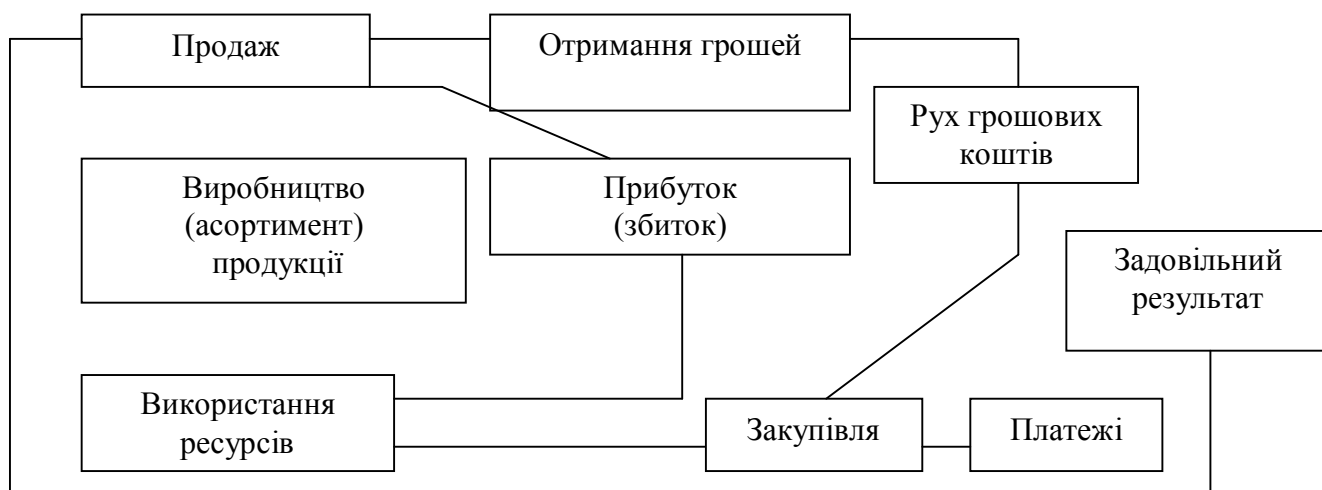 Продаж
Отримання грошей
Рух грошових
коштів
Виробництво
(асортимент)
продукції
Прибуток
(збиток)
Задовільний
результат
Використання
ресурсів
Закупівля
Платежі